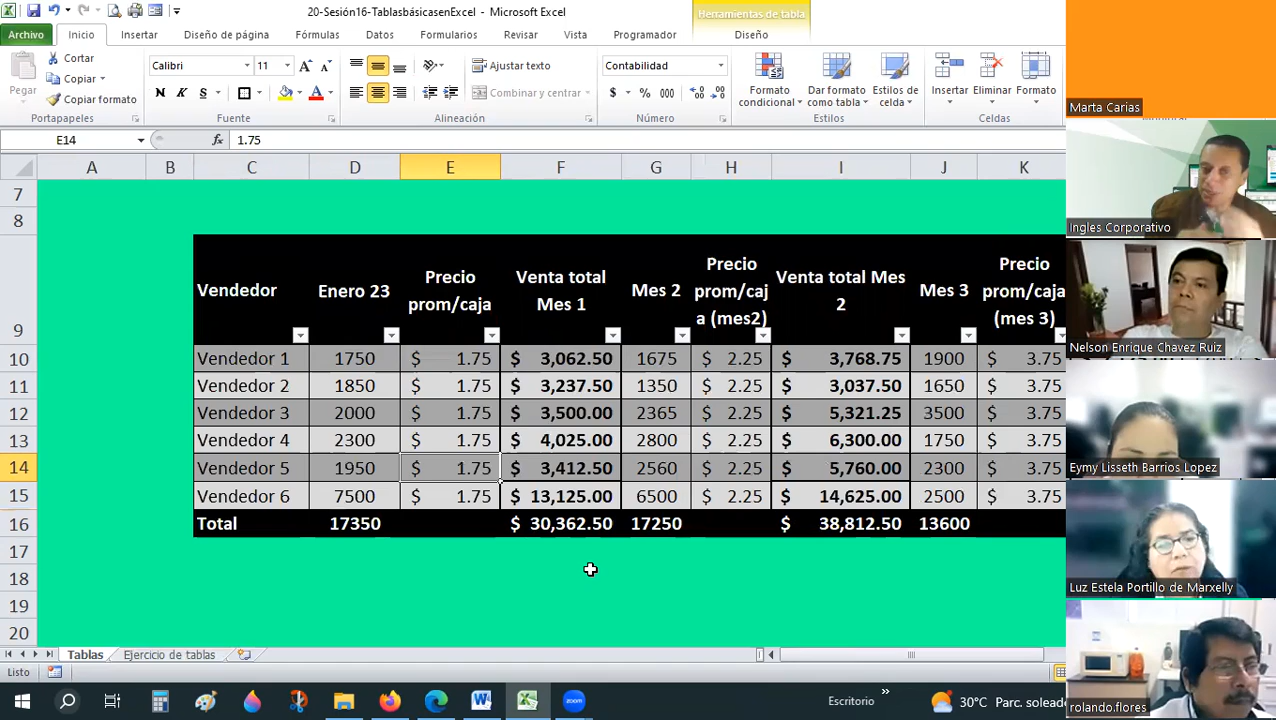 20-Sesión16-TablasbásicasenExcel - Microsoft Excel
Herramientas de tabla
Archivo Inicio Insertar Diseño de página Fórmulas Datos Formularios Revisar Vista Programador Diseño
Pegar
Cortar
Copiar
Copiar formato
Portapapeles
Calibri 11
N K S
Fuente
Ajustar texto
Combinar y centrar
Alineación
Contabilidad
$ % 000
Número
Formato condicional
Dar formato como tabla
Estilos de celda
Estilos
Insertar
Eliminar
Formato
Celdas
E14 fx 1.75
A B C D E F G H I J K
7
8
9 Vendedor Enero 23 Precio prom/caja Venta total Mes 1 Mes 2 Precio prom/caja (mes2) Venta total Mes 2 Mes 3 Precio prom/caja (mes 3)
10 Vendedor 1 1750 $ 1.75 $ 3,062.50 1675 $ 2.25 $ 3,768.75 1900 $ 3.75
11 Vendedor 2 1850 $ 1.75 $ 3,237.50 1350 $ 2.25 $ 3,037.50 1650 $ 3.75
12 Vendedor 3 2000 $ 1.75 $ 3,500.00 2365 $ 2.25 $ 5,321.25 3500 $ 3.75
13 Vendedor 4 2300 $ 1.75 $ 4,025.00 2800 $ 2.25 $ 6,300.00 1750 $ 3.75
14 Vendedor 5 1950 $ 1.75 $ 3,412.50 2560 $ 2.25 $ 5,760.00 2300 $ 3.75
15 Vendedor 6 7500 $ 1.75 $ 13,125.00 6500 $ 2.25 $ 14,625.00 2500 $ 3.75
16 Total 17350 $ 30,362.50 17250 $ 38,812.50 13600
17
18
19
20
Tablas Ejercicio de tablas
Listo
Escritorio » 30°C Parc. soleado
Marta Carias
Ingles Corporativo
Nelson Enrique Chavez Ruiz
Eymy Lisseth Barrios Lopez
Luz Estela Portillo de Marxelly
rolando.flores
zoom